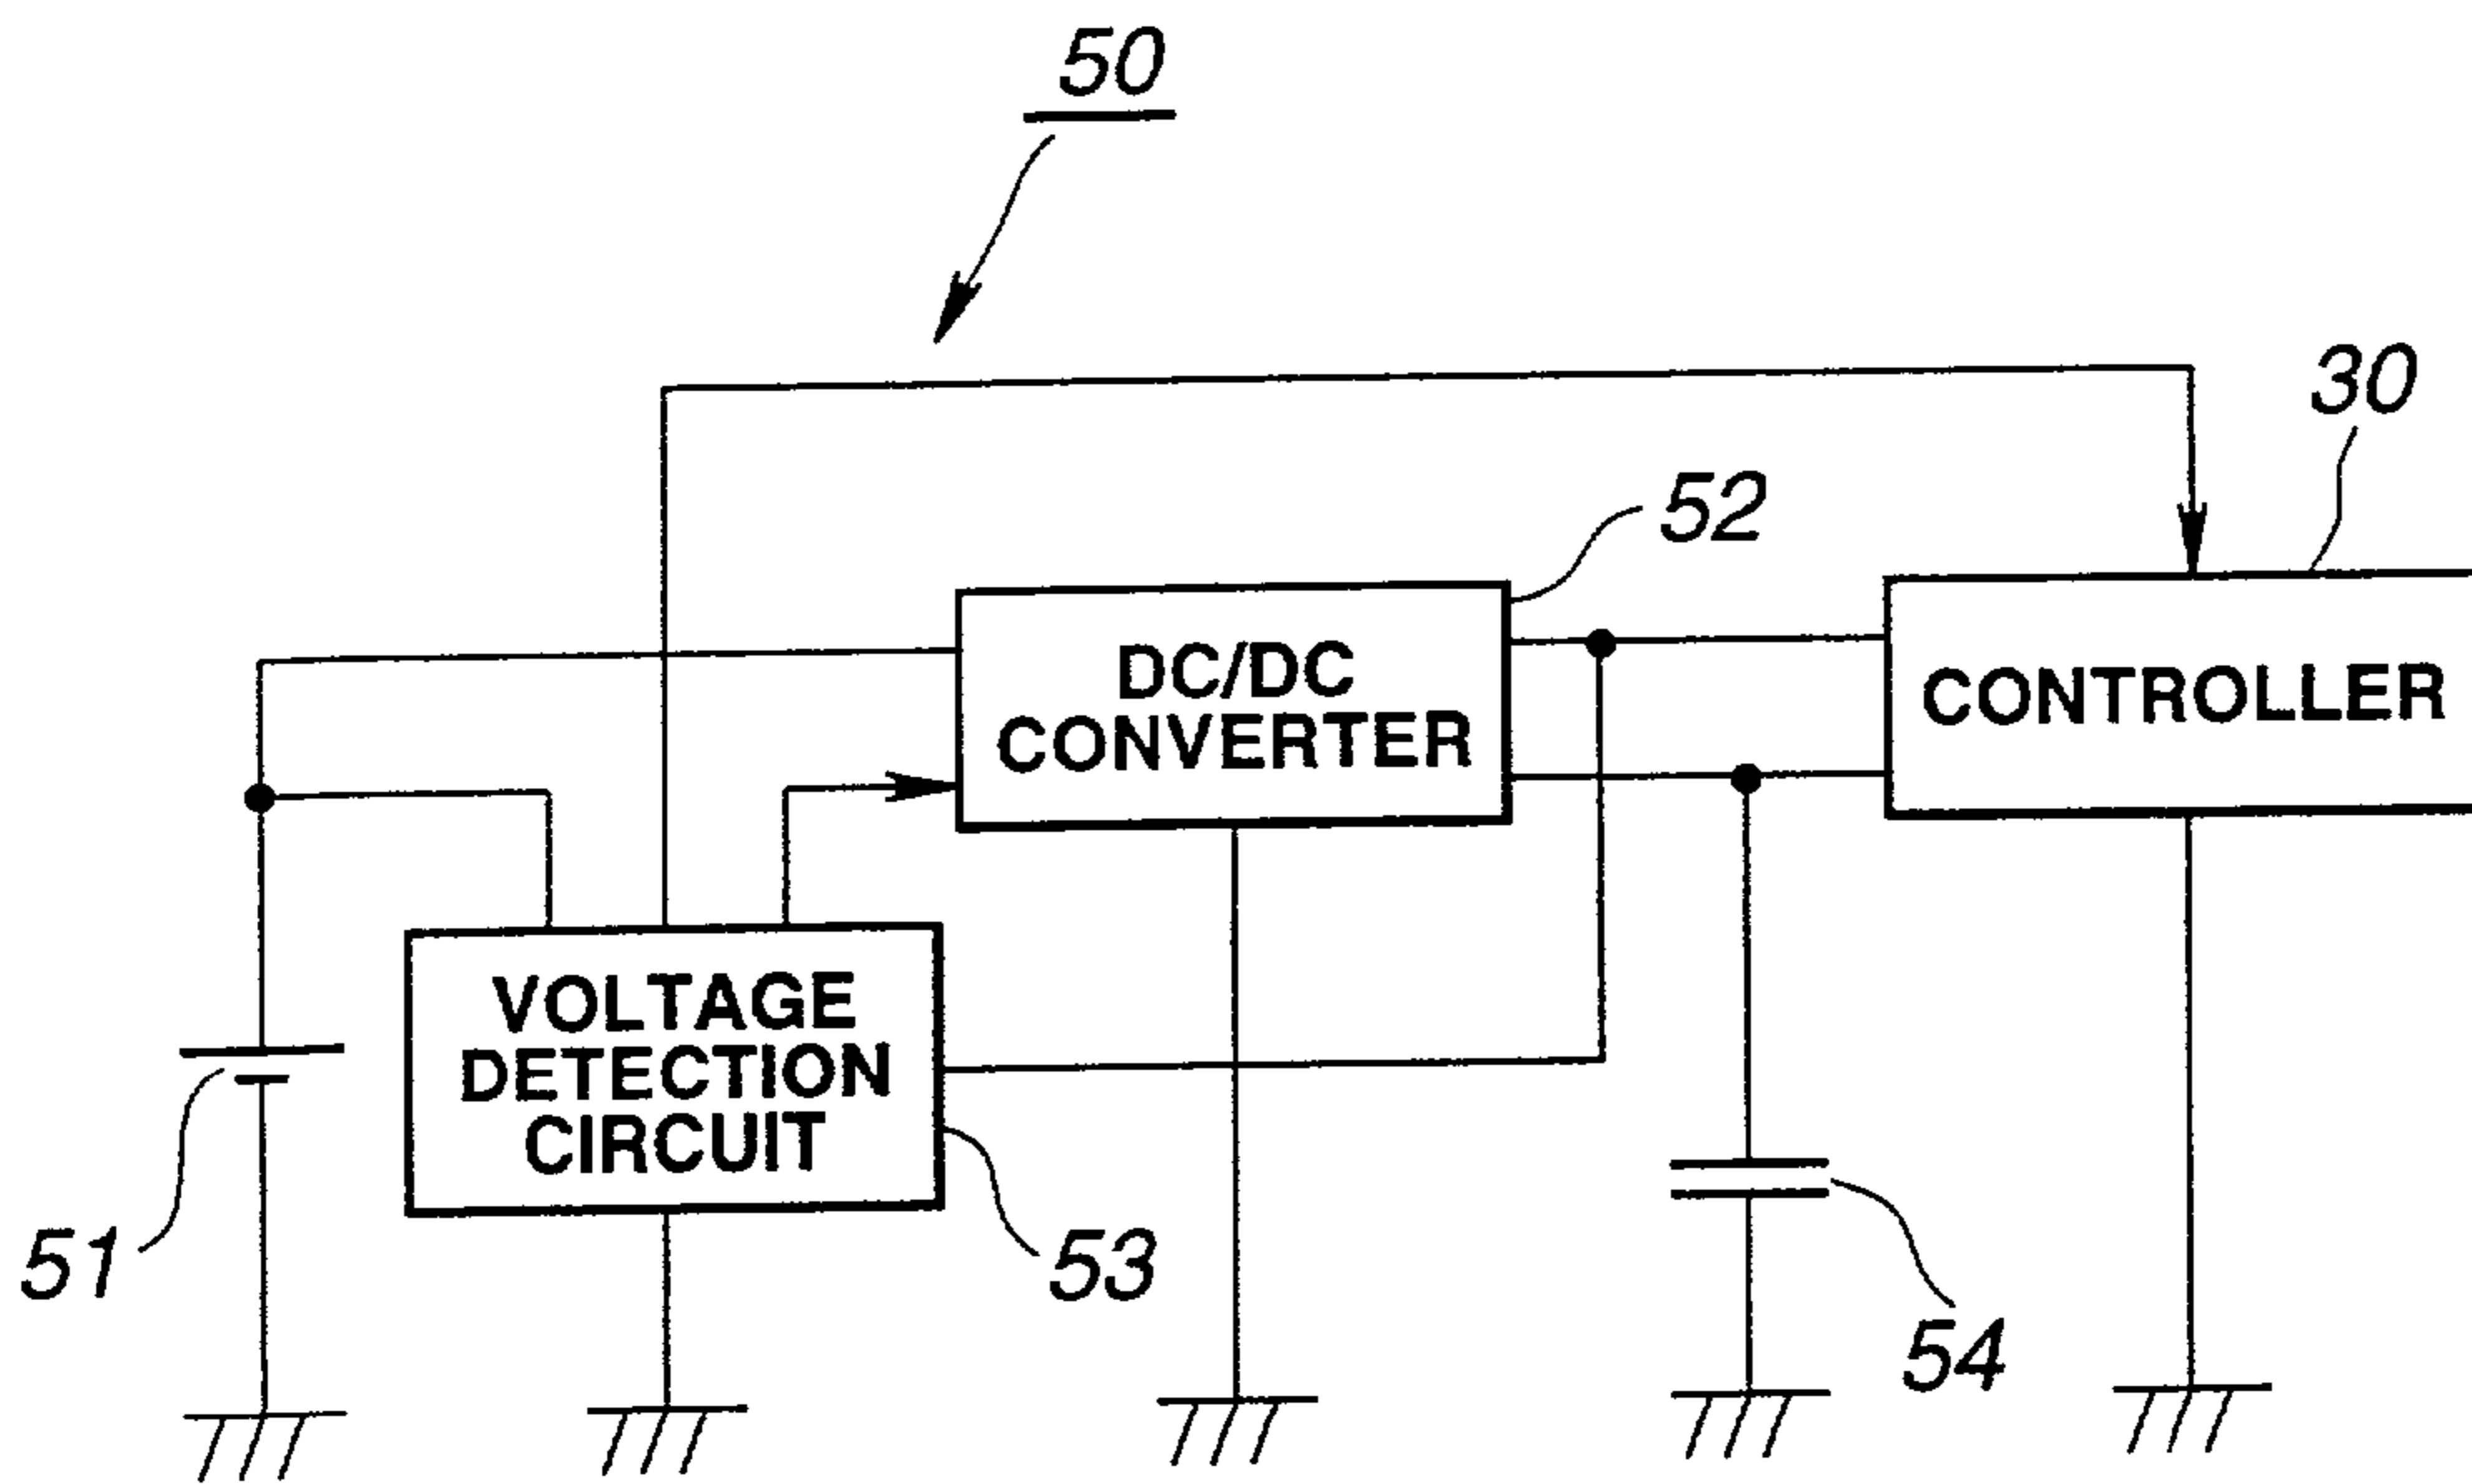 50
30
52
DC/DC
CONVERTER
CONTROLLER
VOLTAGE
DETECTION
CIRCUIT
51
53
54